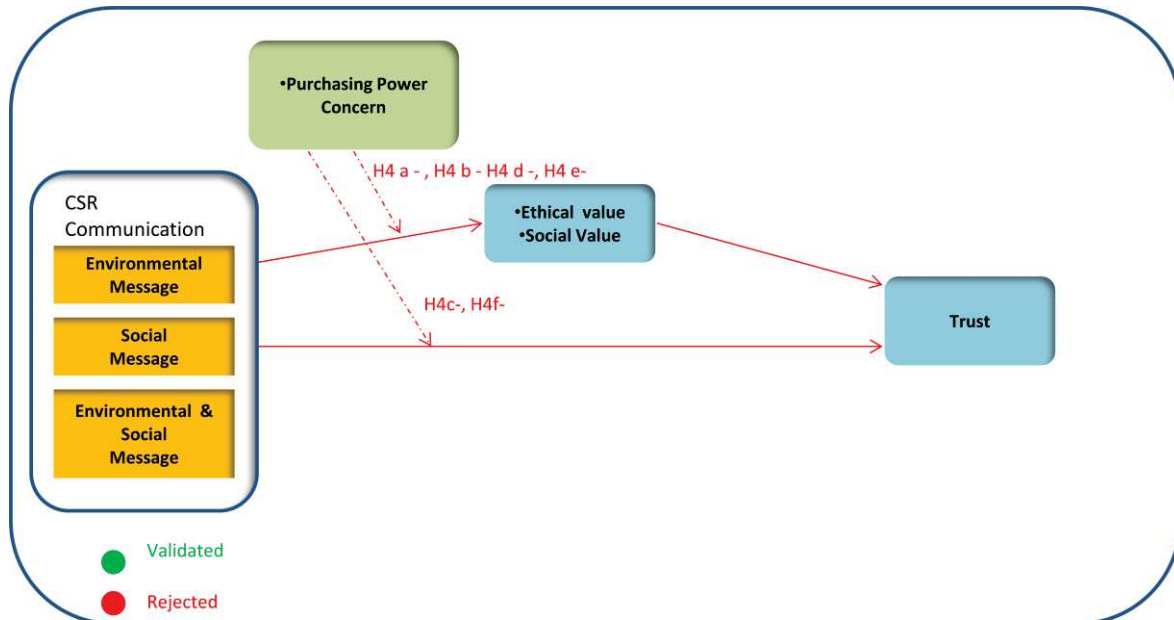 •Purchasing Power
Concern
H4 a - , H4 b - H4 d -, H4 e-
CSR
Communication
Environmental
Message
Social
Message
Environmental &
Social
Message
•Ethical value
•Social Value
H4c-, H4f-
Trust
Validated
Rejected